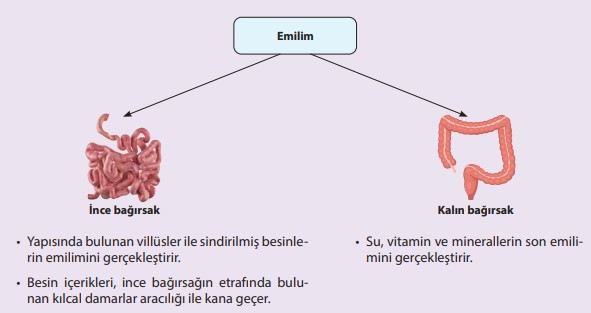 Emilim
İnce bağırsak
• Yapısında bulunan villüsler ile sindirilmiş besinle-
rin emilimini gerçekleştirir.
• Besin içerikleri, ince bağırsağın etrafında bulu-
nan kılcal damarlar aracılığı ile kana geçer.
Kalın bağırsak
• Su, vitamin ve minerallerin son emili-
mini gerçekleştirir.